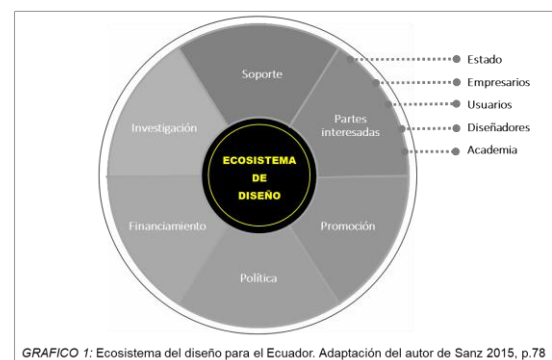 Soporte
Estado
Empresarios
Usuarios
Diseñadores
Academia
Partes
interesadas
Investigación
ECOSISTEMA
DE
DISEÑO
Financiamiento
Promoción
Política
GRAFICO 1: Ecosistema del diseño para el Ecuador. Adaptación del autor de Sanz 2015, p.78